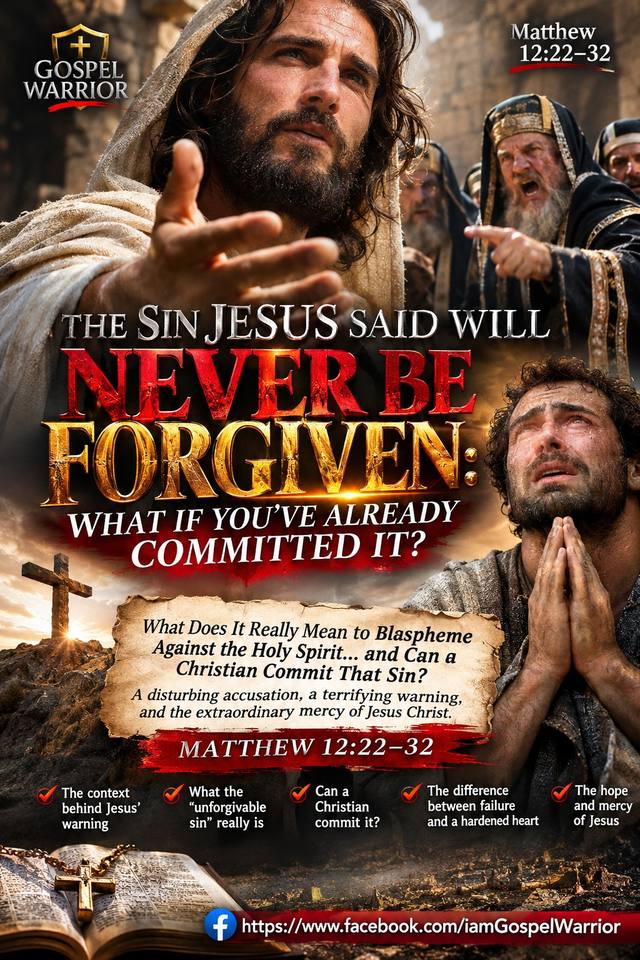 GOSPEL
WARRIOR
Matthew
12:22–32
THE SIN JESUS SAID WILL
NEVER BE
FORGIVEN:
WHAT IF YOU'VE ALREADY
COMMITTED IT?
What Does It Really Mean to Blaspheme
Against the Holy Spirit... and Can a
Christian Commit That Sin?
A disturbing accusation, a terrifying warning,
and the extraordinary mercy of Jesus Christ.
MATTHEW 12:22–32
The context
behind Jesus'
warning
What the
"unforgivable
sin" really is
Can a
Christian
commit it?
The difference
between failure
and a hardened heart
The hope
and mercy
of Jesus
https://www.facebook.com/iamGospelWarrior